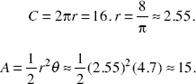 C = 2πr = 16. r = 8/π ≈ 2.55.
A = 1/2 r²θ ≈ 1/2 (2.55)²(4.7) ≈ 15.